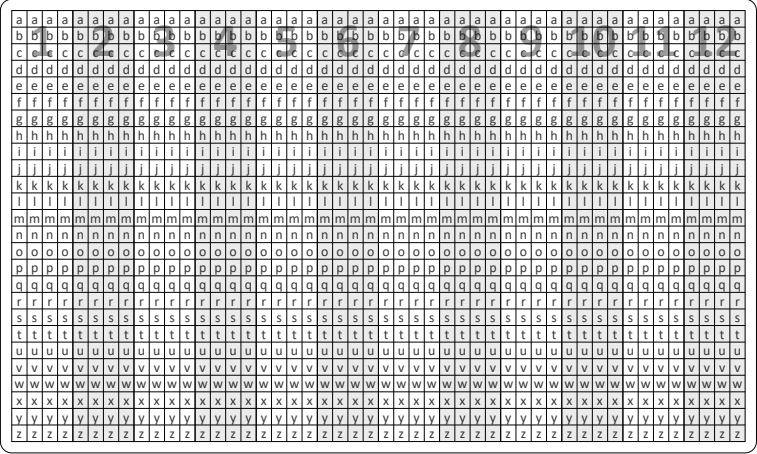 1 2 3 4 5 6 7 8 9 10 11 12
a a a a a a a a a a a a a a a a a a a a a a a a a a a a a a a a a a a a a a a a a a a a a a a a
b b b b b b b b b b b b b b b b b b b b b b b b b b b b b b b b b b b b b b b b b b b b b b b b
c c c c c c c c c c c c c c c c c c c c c c c c c c c c c c c c c c c c c c c c c c c c c c c c
d d d d d d d d d d d d d d d d d d d d d d d d d d d d d d d d d d d d d d d d d d d d d d d d
e e e e e e e e e e e e e e e e e e e e e e e e e e e e e e e e e e e e e e e e e e e e e e e e
f f f f f f f f f f f f f f f f f f f f f f f f f f f f f f f f f f f f f f f f f f f f f f f f
g g g g g g g g g g g g g g g g g g g g g g g g g g g g g g g g g g g g g g g g g g g g g g g g
h h h h h h h h h h h h h h h h h h h h h h h h h h h h h h h h h h h h h h h h h h h h h h h h
i i i i i i i i i i i i i i i i i i i i i i i i i i i i i i i i i i i i i i i i i i i i i i i i
j j j j j j j j j j j j j j j j j j j j j j j j j j j j j j j j j j j j j j j j j j j j j j j j
k k k k k k k k k k k k k k k k k k k k k k k k k k k k k k k k k k k k k k k k k k k k k k k k
l l l l l l l l l l l l l l l l l l l l l l l l l l l l l l l l l l l l l l l l l l l l l l l l
m m m m m m m m m m m m m m m m m m m m m m m m m m m m m m m m m m m m m m m m m m m m m m m m
n n n n n n n n n n n n n n n n n n n n n n n n n n n n n n n n n n n n n n n n n n n n n n n n
o o o o o o o o o o o o o o o o o o o o o o o o o o o o o o o o o o o o o o o o o o o o o o o o
p p p p p p p p p p p p p p p p p p p p p p p p p p p p p p p p p p p p p p p p p p p p p p p p
q q q q q q q q q q q q q q q q q q q q q q q q q q q q q q q q q q q q q q q q q q q q q q q q
r r r r r r r r r r r r r r r r r r r r r r r r r r r r r r r r r r r r r r r r r r r r r r r r
s s s s s s s s s s s s s s s s s s s s s s s s s s s s s s s s s s s s s s s s s s s s s s s s
t t t t t t t t t t t t t t t t t t t t t t t t t t t t t t t t t t t t t t t t t t t t t t t t
u u u u u u u u u u u u u u u u u u u u u u u u u u u u u u u u u u u u u u u u u u u u u u u u
v v v v v v v v v v v v v v v v v v v v v v v v v v v v v v v v v v v v v v v v v v v v v v v v
w w w w w w w w w w w w w w w w w w w w w w w w w w w w w w w w w w w w w w w w w w w w w w w w
x x x x x x x x x x x x x x x x x x x x x x x x x x x x x x x x x x x x x x x x x x x x x x x x
y y y y y y y y y y y y y y y y y y y y y y y y y y y y y y y y y y y y y y y y y y y y y y y y
z z z z z z z z z z z z z z z z z z z z z z z z z z z z z z z z z z z z z z z z z z z z z z z z